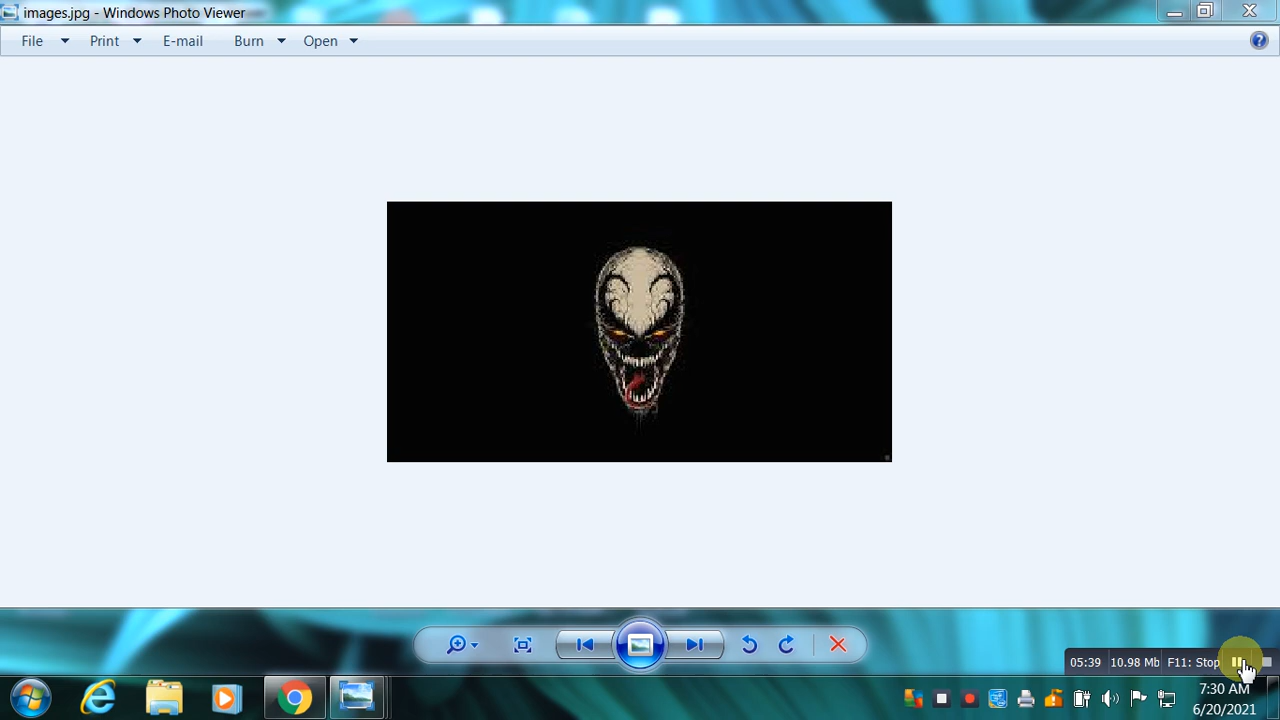 images.jpg - Windows Photo Viewer
File Print E-mail Burn Open
05:39 10.98 Mb F11: Stop
7:30 AM
6/20/2021